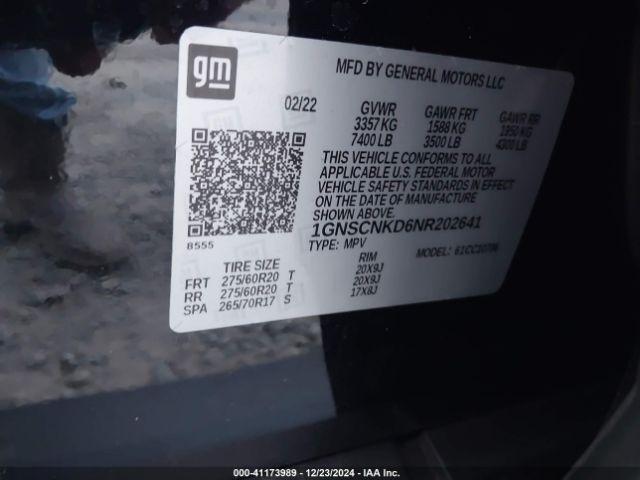 gm
MFD BY GENERAL MOTORS LLC
02/22 GVWR GAWR FRT GAWR RR
3357 KG 1588 KG 1950 KG
7400 LB 3500 LB 4300 LB
THIS VEHICLE CONFORMS TO ALL
APPLICABLE U.S. FEDERAL MOTOR
VEHICLE SAFETY STANDARDS IN EFFECT
ON THE DATE OF MANUFACTURE
SHOWN ABOVE.
1GNSCNKD6NR202641
8555
TYPE: MPV MODEL: 61CC10706
TIRE SIZE RIM
FRT 275/60R20 T 20X9J
RR 275/60R20 T 20X9J
SPA 265/70R17 S 17X8J
000-41173989 - 12/23/2024 - IAA Inc.